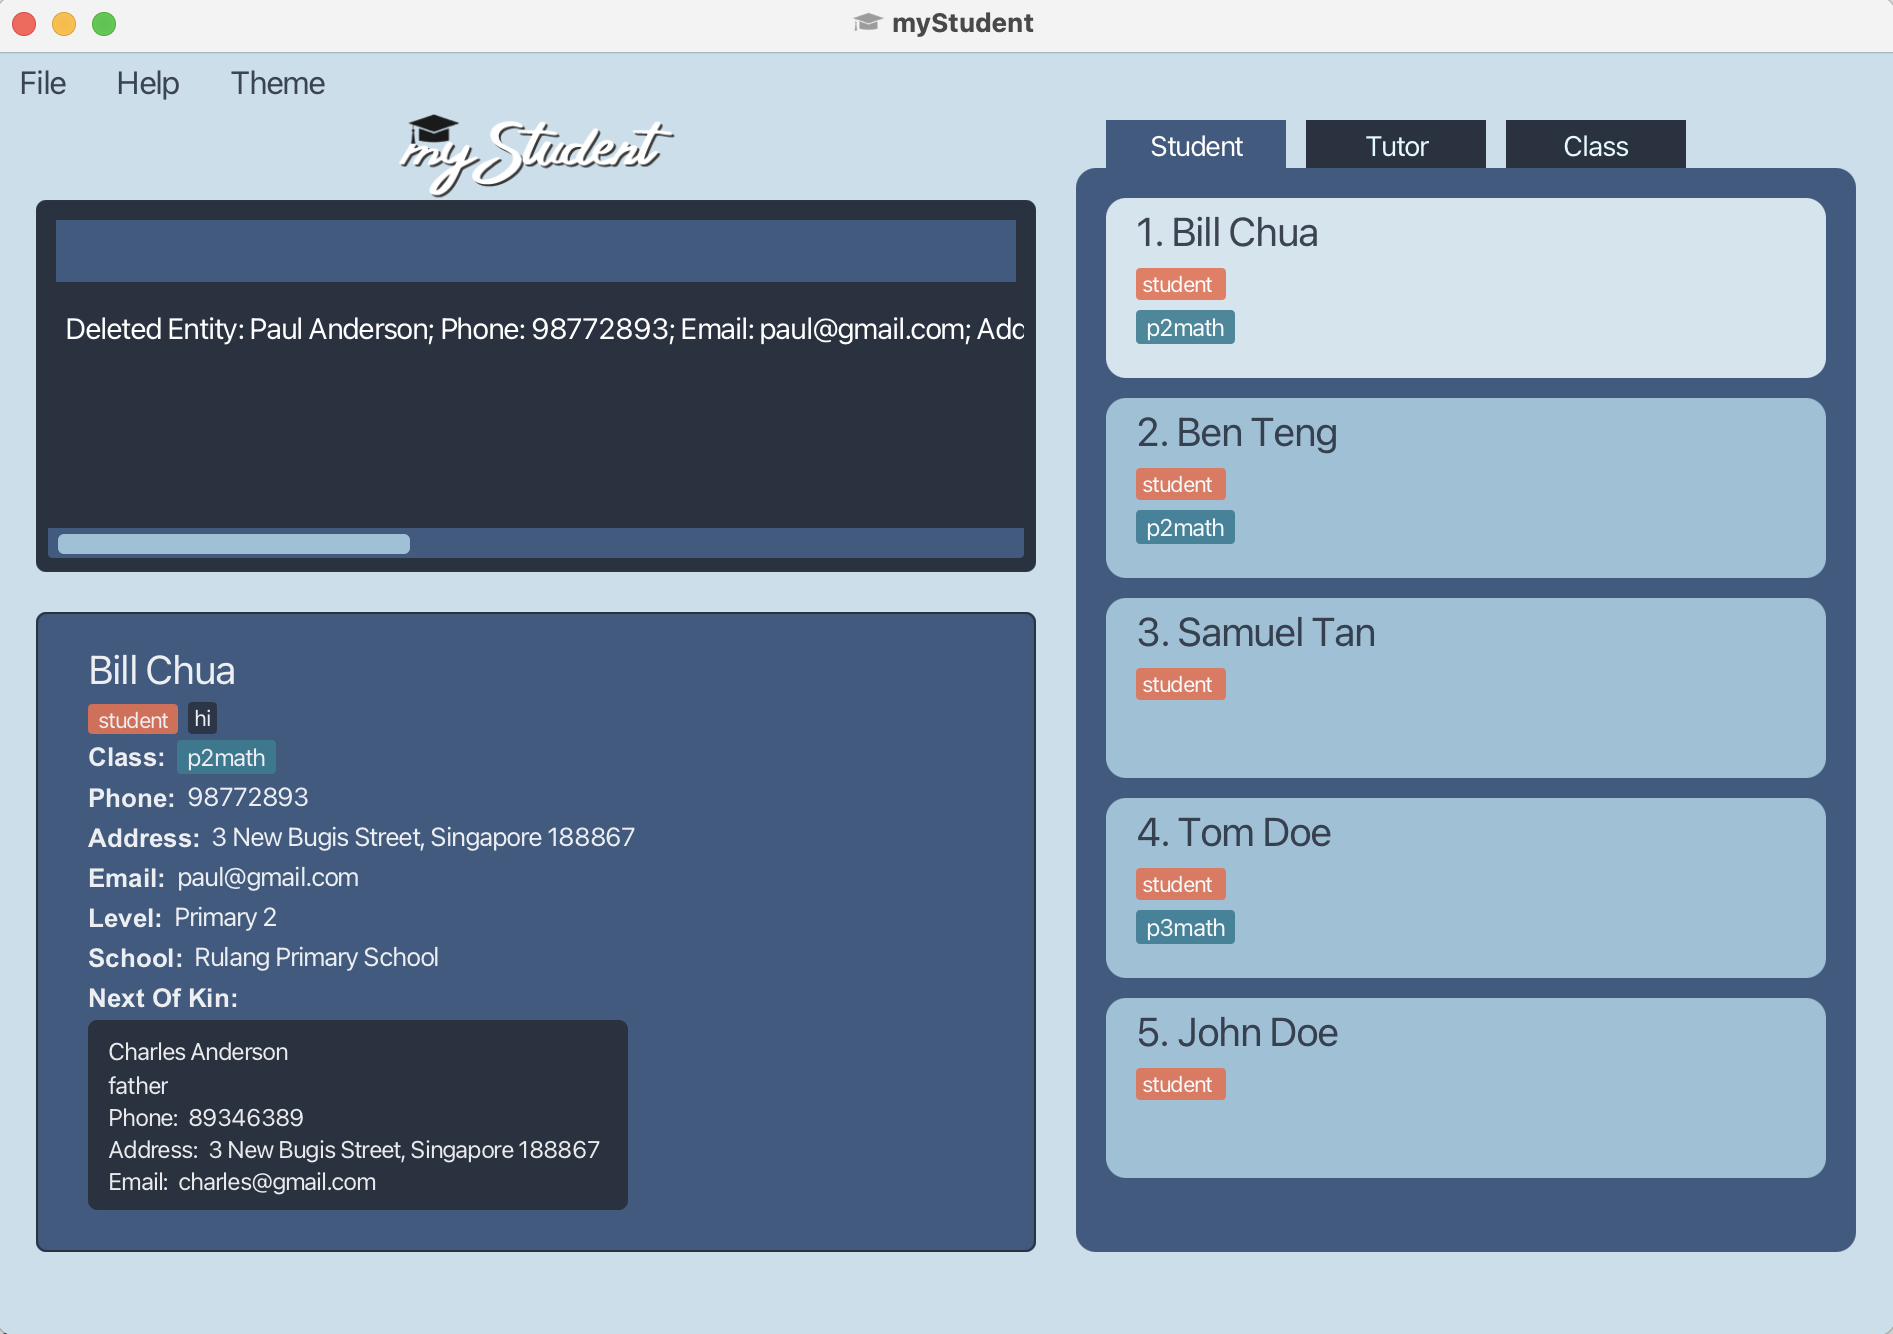 myStudent
File Help Theme
myStudent
Deleted Entity: Paul Anderson; Phone: 98772893; Email: paul@gmail.com; Add
Bill Chua
student hi
Class: p2math
Phone: 98772893
Address: 3 New Bugis Street, Singapore 188867
Email: paul@gmail.com
Level: Primary 2
School: Rulang Primary School
Next Of Kin:
Charles Anderson
father
Phone: 89346389
Address: 3 New Bugis Street, Singapore 188867
Email: charles@gmail.com
Student Tutor Class
1. Bill Chua
student
p2math
2. Ben Teng
student
p2math
3. Samuel Tan
student
4. Tom Doe
student
p3math
5. John Doe
student